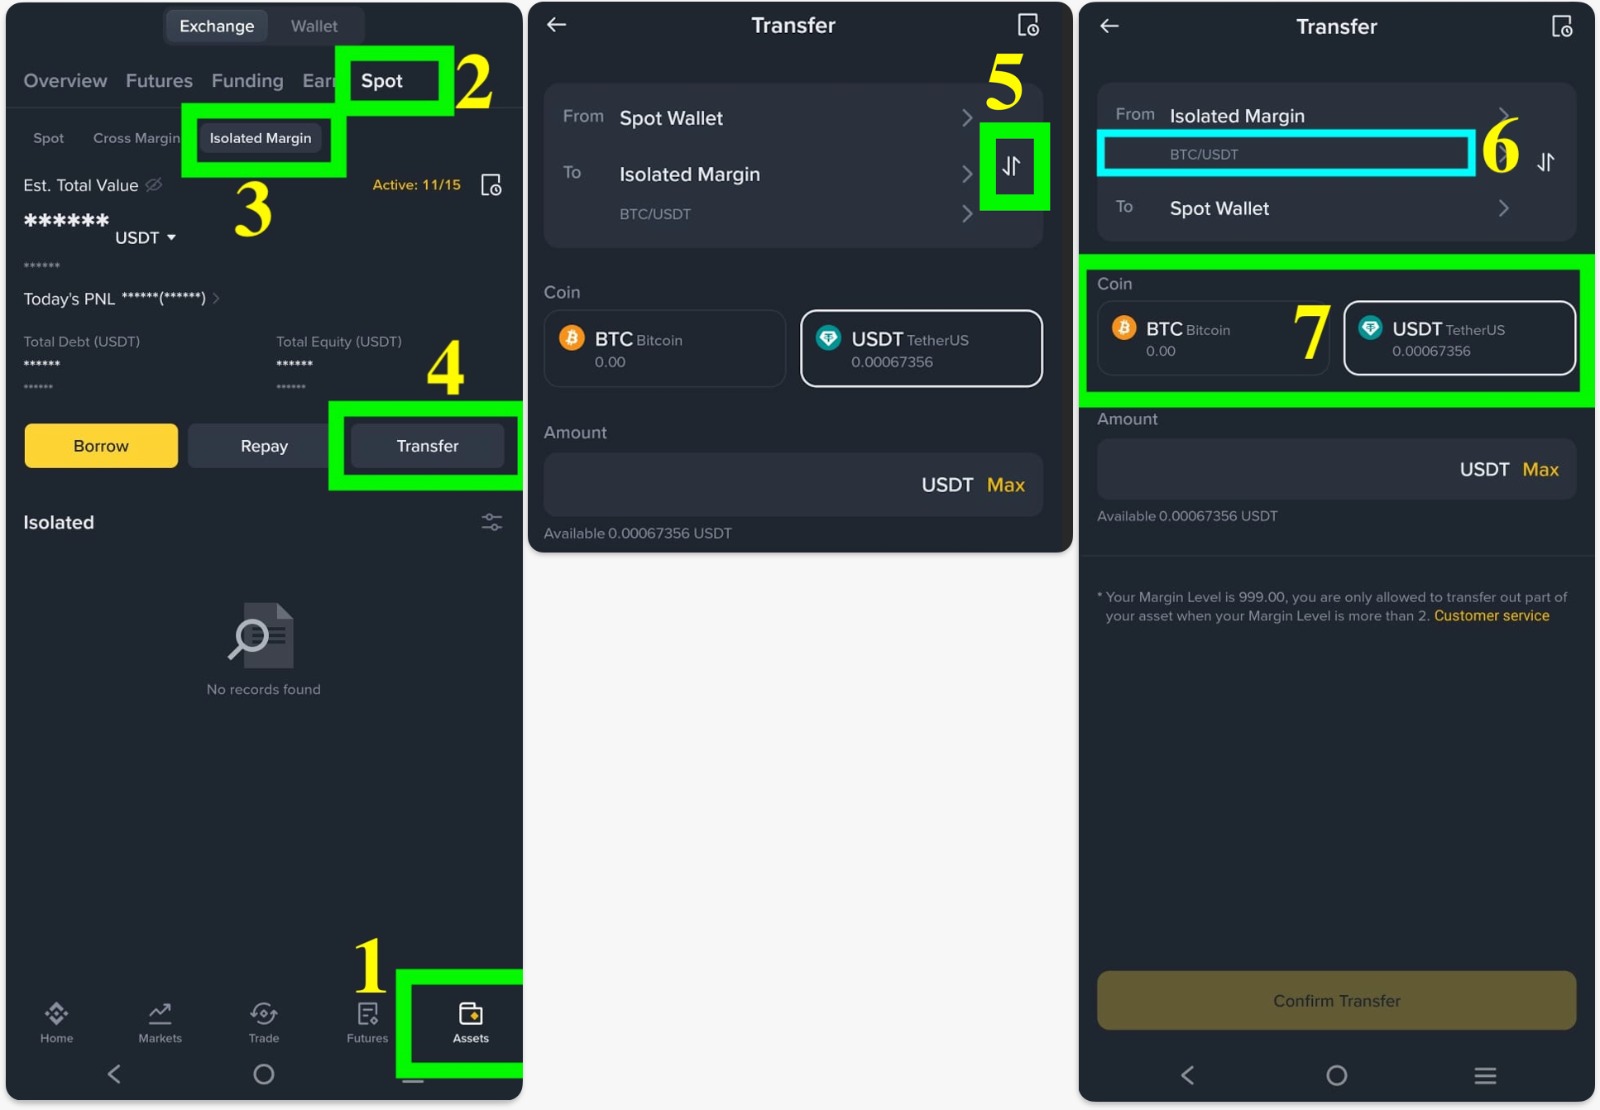 Exchange Wallet
Overview Futures Funding Earn Spot 2
Spot Cross Margin Isolated Margin
3
Est. Total Value Active: 11/15
****** USDT
******
Today's PNL ******(******)
Total Debt (USDT) Total Equity (USDT)
****** ******
****** ******
4
Borrow Repay Transfer
Isolated
No records found
1
Home Markets Trade Futures Assets
Transfer
5
From Spot Wallet
To Isolated Margin
BTC/USDT
Coin
BTC Bitcoin USDT TetherUS
0.00 0.00067356
Amount
USDT Max
Available 0.00067356 USDT
Transfer
From Isolated Margin
BTC/USDT 6
To Spot Wallet
Coin
BTC Bitcoin 7 USDT TetherUS
0.00 0.00067356
Amount
USDT Max
Available 0.00067356 USDT
* Your Margin Level is 999.00, you are only allowed to transfer out part of
your asset when your Margin Level is more than 2. Customer service
Confirm Transfer